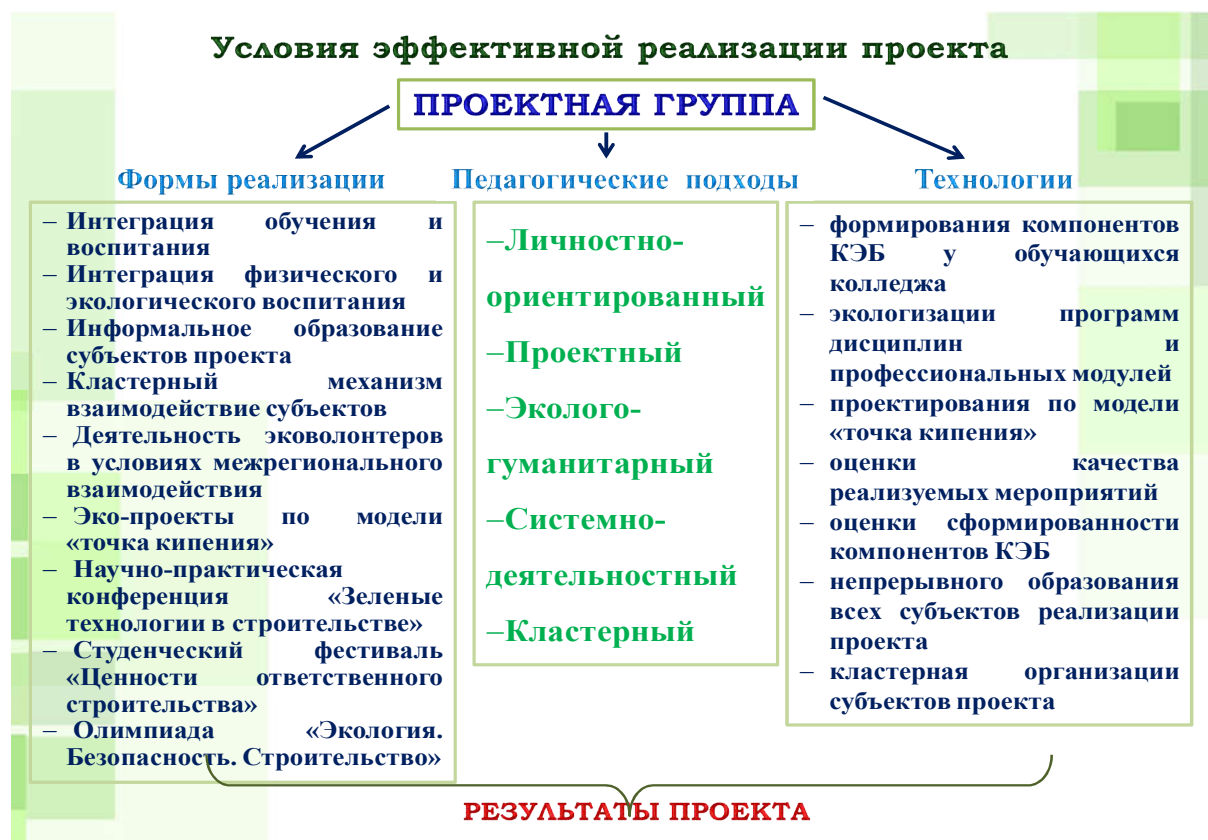 Условия эффективной реализации проекта
ПРОЕКТНАЯ ГРУППА
Формы реализации
– Интеграция обучения и
воспитания
– Интеграция физического и
экологического воспитания
– Информальное образование
субъектов проекта
– Кластерный механизм
взаимодействие субъектов
– Деятельность эковолонтеров
в условиях межрегионального
взаимодействия
– Эко-проекты по модели
«точка кипения»
– Научно-практическая
конференция «Зеленые
технологии в строительстве»
– Студенческий фестиваль
«Ценности ответственного
строительства»
– Олимпиада «Экология.
Безопасность. Строительство»
Педагогические подходы
–Личностно-
ориентированный
–Проектный
–Эколого-
гуманитарный
–Системно-
деятельностный
–Кластерный
Технологии
– формирования компонентов
КЭБ у обучающихся
колледжа
– экологизации программ
дисциплин и
профессиональных модулей
– проектирования по модели
«точка кипения»
– оценки качества
реализуемых мероприятий
– оценки сформированности
компонентов КЭБ
– непрерывного образования
всех субъектов реализации
проекта
– кластерная организации
субъектов проекта
РЕЗУЛЬТАТЫ ПРОЕКТА